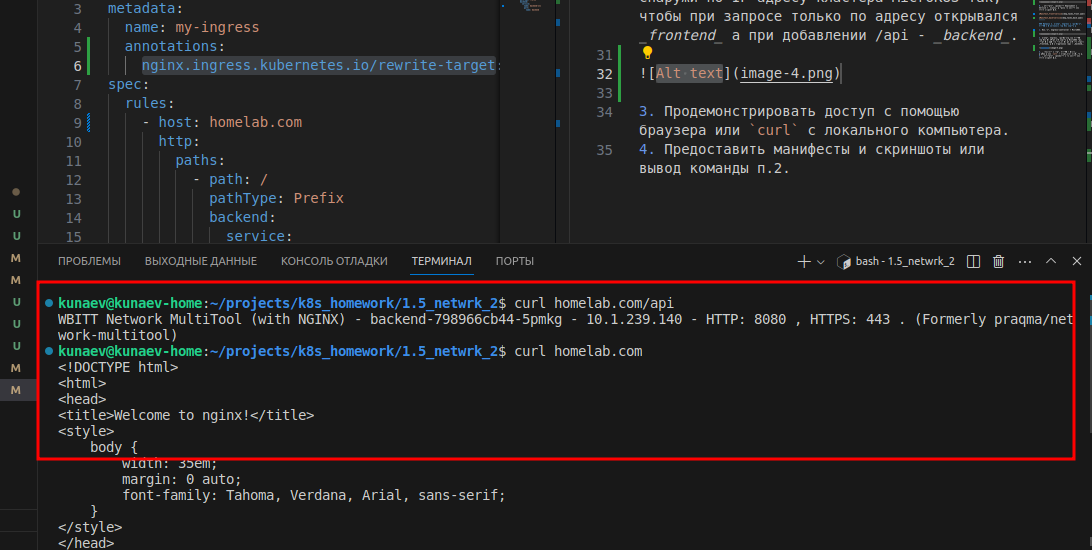 3 metadata:
4 name: my-ingress
5 annotations:
6 nginx.ingress.kubernetes.io/rewrite-target:
7 spec:
8 rules:
9 - host: homelab.com
10 http:
11 paths:
12 - path: /
13 pathType: Prefix
14 backend:
15 service:
чтобы при запросе только по адресу открывался
_frontend_ а при добавлении /api - _backend_.
31
32 ![Alt text](image-4.png)
33
34 3. Продемонстрировать доступ с помощью
браузера или `curl` с локального компьютера.
35 4. Предоставить манифесты и скриншоты или
вывод команды п.2.
U
U
M
M
U
U
U
M
M
ПРОБЛЕМЫ ВЫХОДНЫЕ ДАННЫЕ КОНСОЛЬ ОТЛАДКИ ТЕРМИНАЛ ПОРТЫ bash - 1.5_netwrk_2
kunaev@kunaev-home:~/projects/k8s_homework/1.5_netwrk_2$ curl homelab.com/api
WBITT Network MultiTool (with NGINX) - backend-798966cb44-5pmkg - 10.1.239.140 - HTTP: 8080 , HTTPS: 443 . (Formerly praqma/net
work-multitool)
kunaev@kunaev-home:~/projects/k8s_homework/1.5_netwrk_2$ curl homelab.com
<!DOCTYPE html>
<html>
<head>
<title>Welcome to nginx!</title>
<style>
body {
width: 35em;
margin: 0 auto;
font-family: Tahoma, Verdana, Arial, sans-serif;
}
</style>
</head>